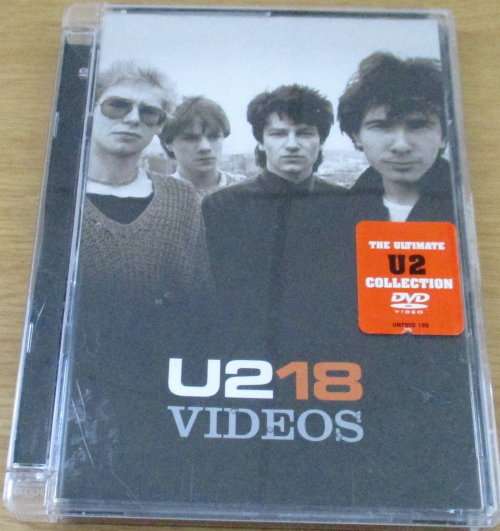 THE ULTIMATE
U2
COLLECTION
DVD
VIDEO
U218
VIDEOS